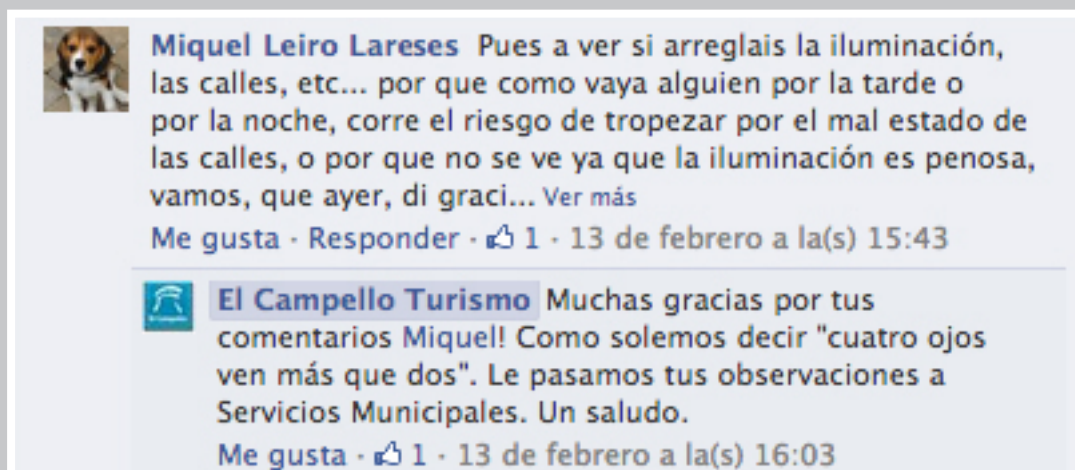 Miquel Leiro Lareses Pues a ver si arreglais la iluminación,
las calles, etc... por que como vaya alguien por la tarde o
por la noche, corre el riesgo de tropezar por el mal estado de
las calles, o por que no se ve ya que la iluminación es penosa,
vamos, que ayer, di graci... Ver más
Me gusta · Responder · 1 · 13 de febrero a la(s) 15:43
El Campello Turismo Muchas gracias por tus
comentarios Miquel! Como solemos decir "cuatro ojos
ven más que dos". Le pasamos tus observaciones a
Servicios Municipales. Un saludo.
Me gusta · 1 · 13 de febrero a la(s) 16:03